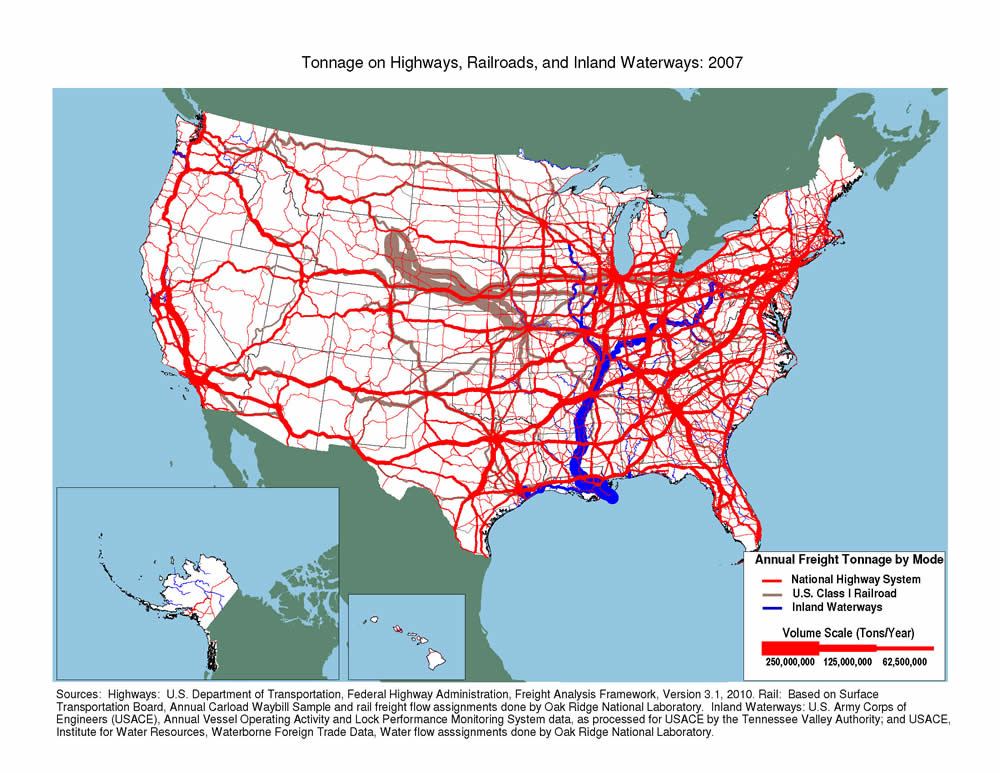 Tonnage on Highways, Railroads, and Inland Waterways: 2007
Annual Freight Tonnage by Mode
National Highway System
U.S. Class I Railroad
Inland Waterways
Volume Scale (Tons/Year)
250,000,000 125,000,000 62,500,000
Sources: Highways: U.S. Department of Transportation, Federal Highway Administration, Freight Analysis Framework, Version 3.1, 2010. Rail: Based on Surface
Transportation Board, Annual Carload Waybill Sample and rail freight flow assignments done by Oak Ridge National Laboratory. Inland Waterways: U.S. Army Corps of
Engineers (USACE), Annual Vessel Operating Activity and Lock Performance Monitoring System data, as processed for USACE by the Tennessee Valley Authority; and USACE,
Institute for Water Resources, Waterborne Foreign Trade Data, Water flow asssignments done by Oak Ridge National Laboratory.